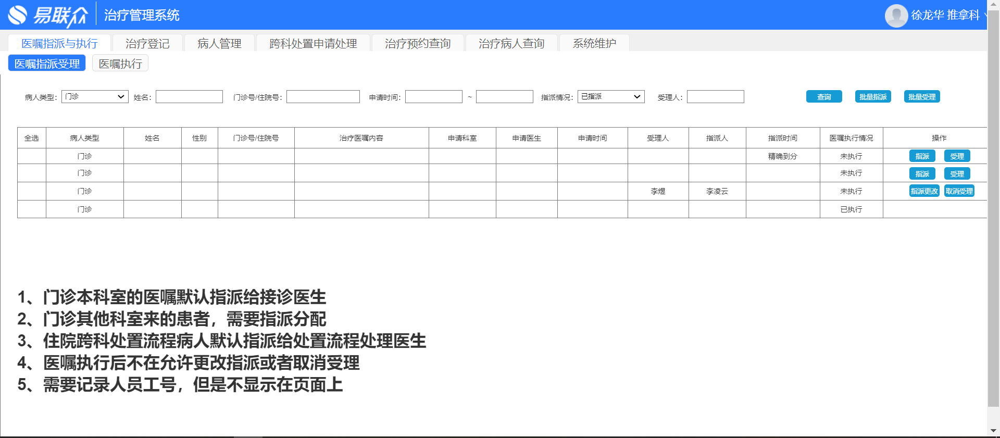 易联众 治疗管理系统 徐龙华 推拿科
医嘱指派与执行 治疗登记 病人管理 跨科处置申请处理 治疗预约查询 治疗病人查询 系统维护
医嘱指派受理 医嘱执行
病人类型： 门诊 姓名： 门诊号/住院号： 申请时间： ~ 指派情况： 已指派 受理人： 查询 批量指派 批量受理
全选 病人类型 姓名 性别 门诊号/住院号 治疗医嘱内容 申请科室 申请医生 申请时间 受理人 指派人 指派时间 医嘱执行情况 操作
门诊 精确到分 未执行 指派 受理
门诊 未执行 指派 受理
门诊 李煜 李凌云 未执行 指派更改 取消受理
门诊 已执行
1、门诊本科室的医嘱默认指派给接诊医生
2、门诊其他科室来的患者，需要指派分配
3、住院跨科处置流程病人默认指派给处置流程处理医生
4、医嘱执行后不在允许更改指派或者取消受理
5、需要记录人员工号，但是不显示在页面上